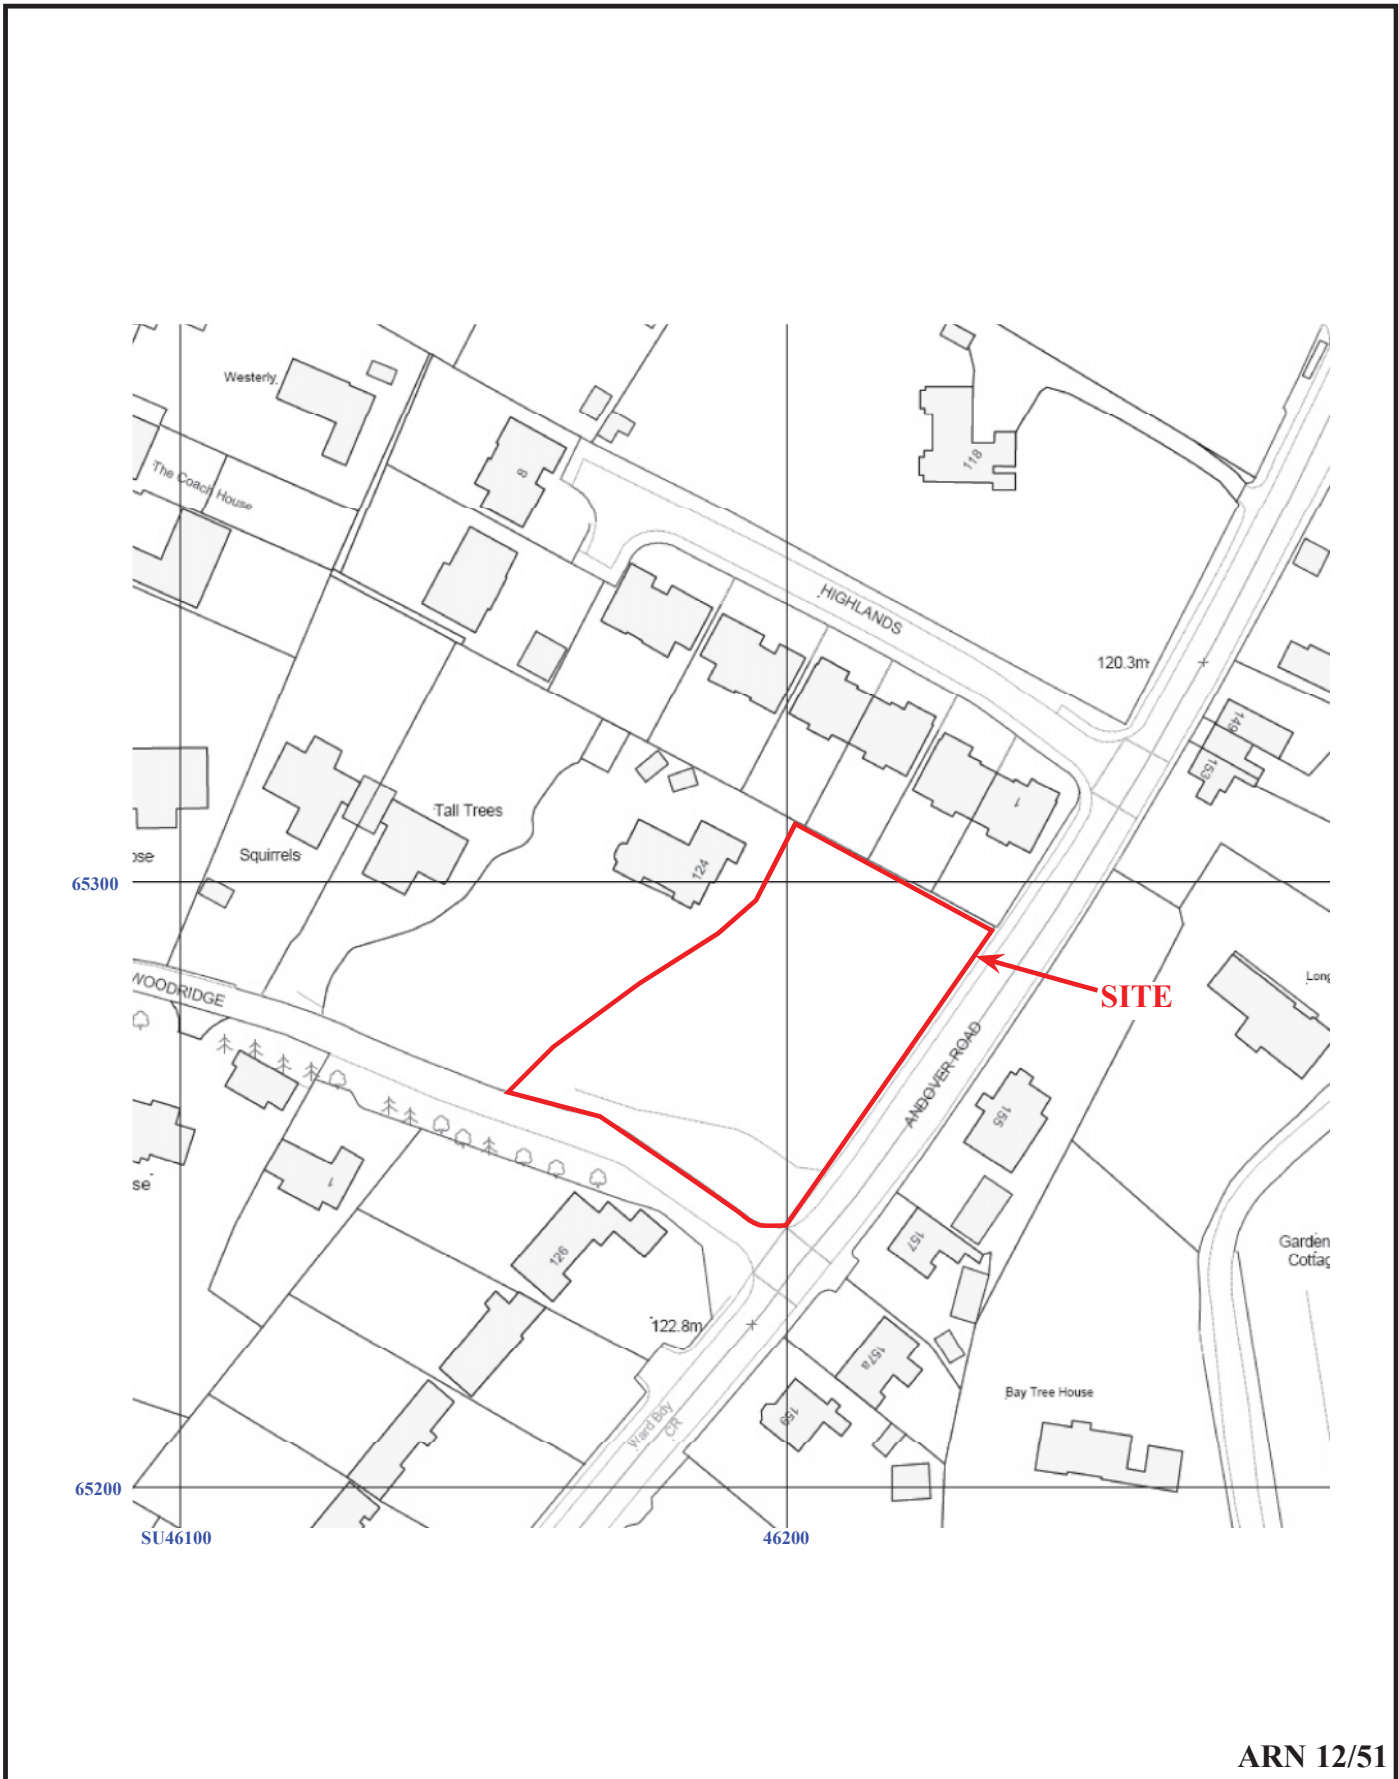 Westerly
8
The Coach House
118
HIGHLANDS
120.3m
149
153
1
Tall Trees
Squirrels
124
65300
WOODRIDGE
SITE
ANDOVER ROAD
155
1
126
157
Garden
122.8m
157a
159
Bay Tree House
Ward Bdy
CR
65200
SU46100
46200
ARN 12/51